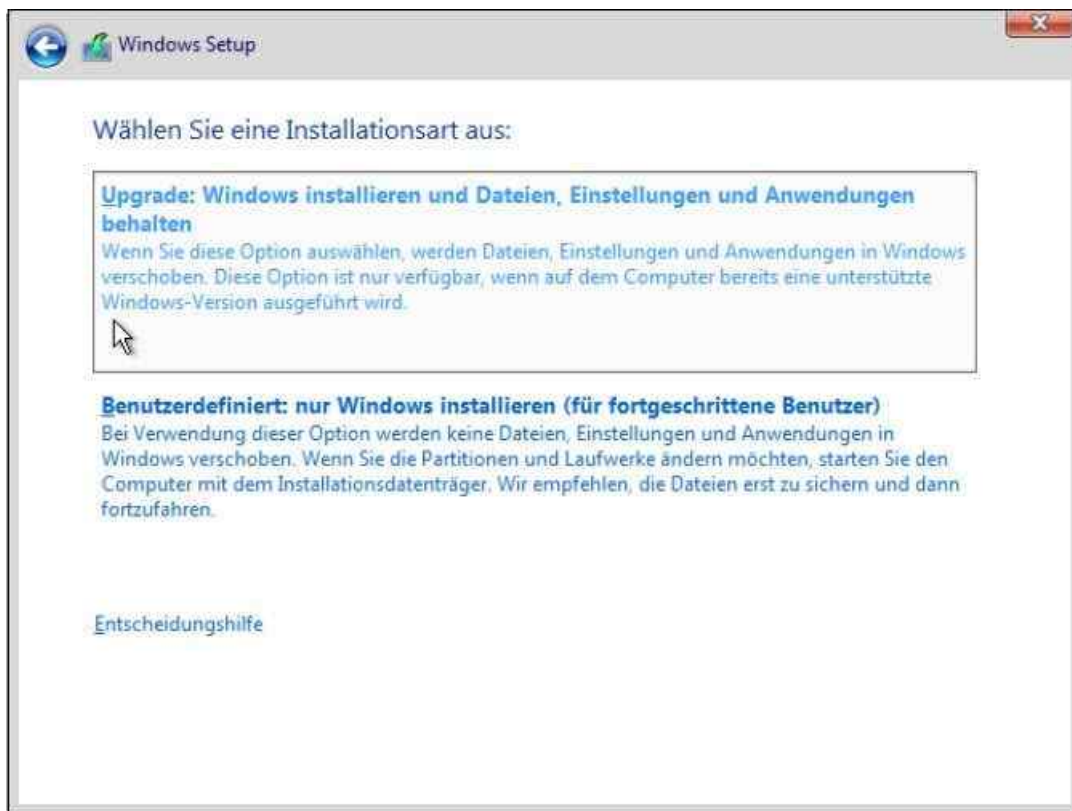 Windows Setup
Wählen Sie eine Installationsart aus:
Upgrade: Windows installieren und Dateien, Einstellungen und Anwendungen
behalten
Wenn Sie diese Option auswählen, werden Dateien, Einstellungen und Anwendungen in Windows
verschoben. Diese Option ist nur verfügbar, wenn auf dem Computer bereits eine unterstützte
Windows-Version ausgeführt wird.
Benutzerdefiniert: nur Windows installieren (für fortgeschrittene Benutzer)
Bei Verwendung dieser Option werden keine Dateien, Einstellungen und Anwendungen in
Windows verschoben. Wenn Sie die Partitionen und Laufwerke ändern möchten, starten Sie den
Computer mit dem Installationsdatenträger. Wir empfehlen, die Dateien erst zu sichern und dann
fortzufahren.
Entscheidungshilfe